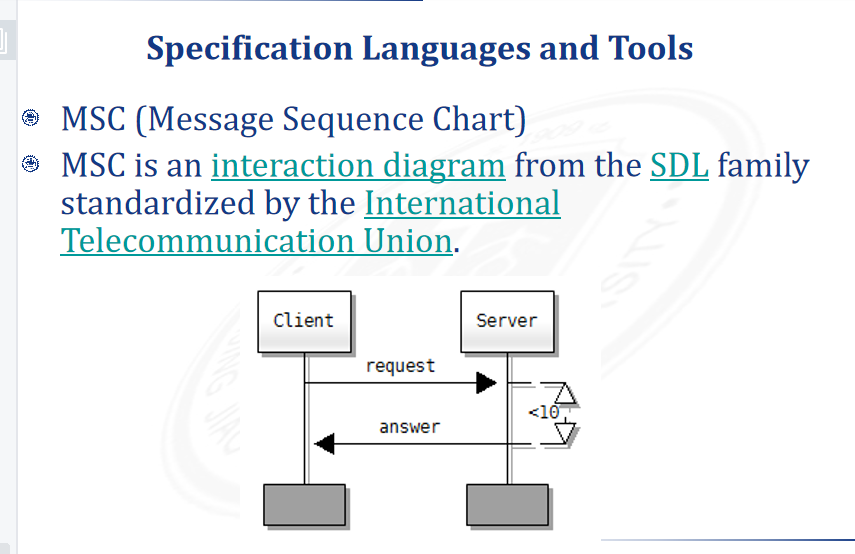 Specification Languages and Tools
MSC (Message Sequence Chart)
MSC is an interaction diagram from the SDL family
standardized by the International
Telecommunication Union.
Client
Server
request
<10
answer